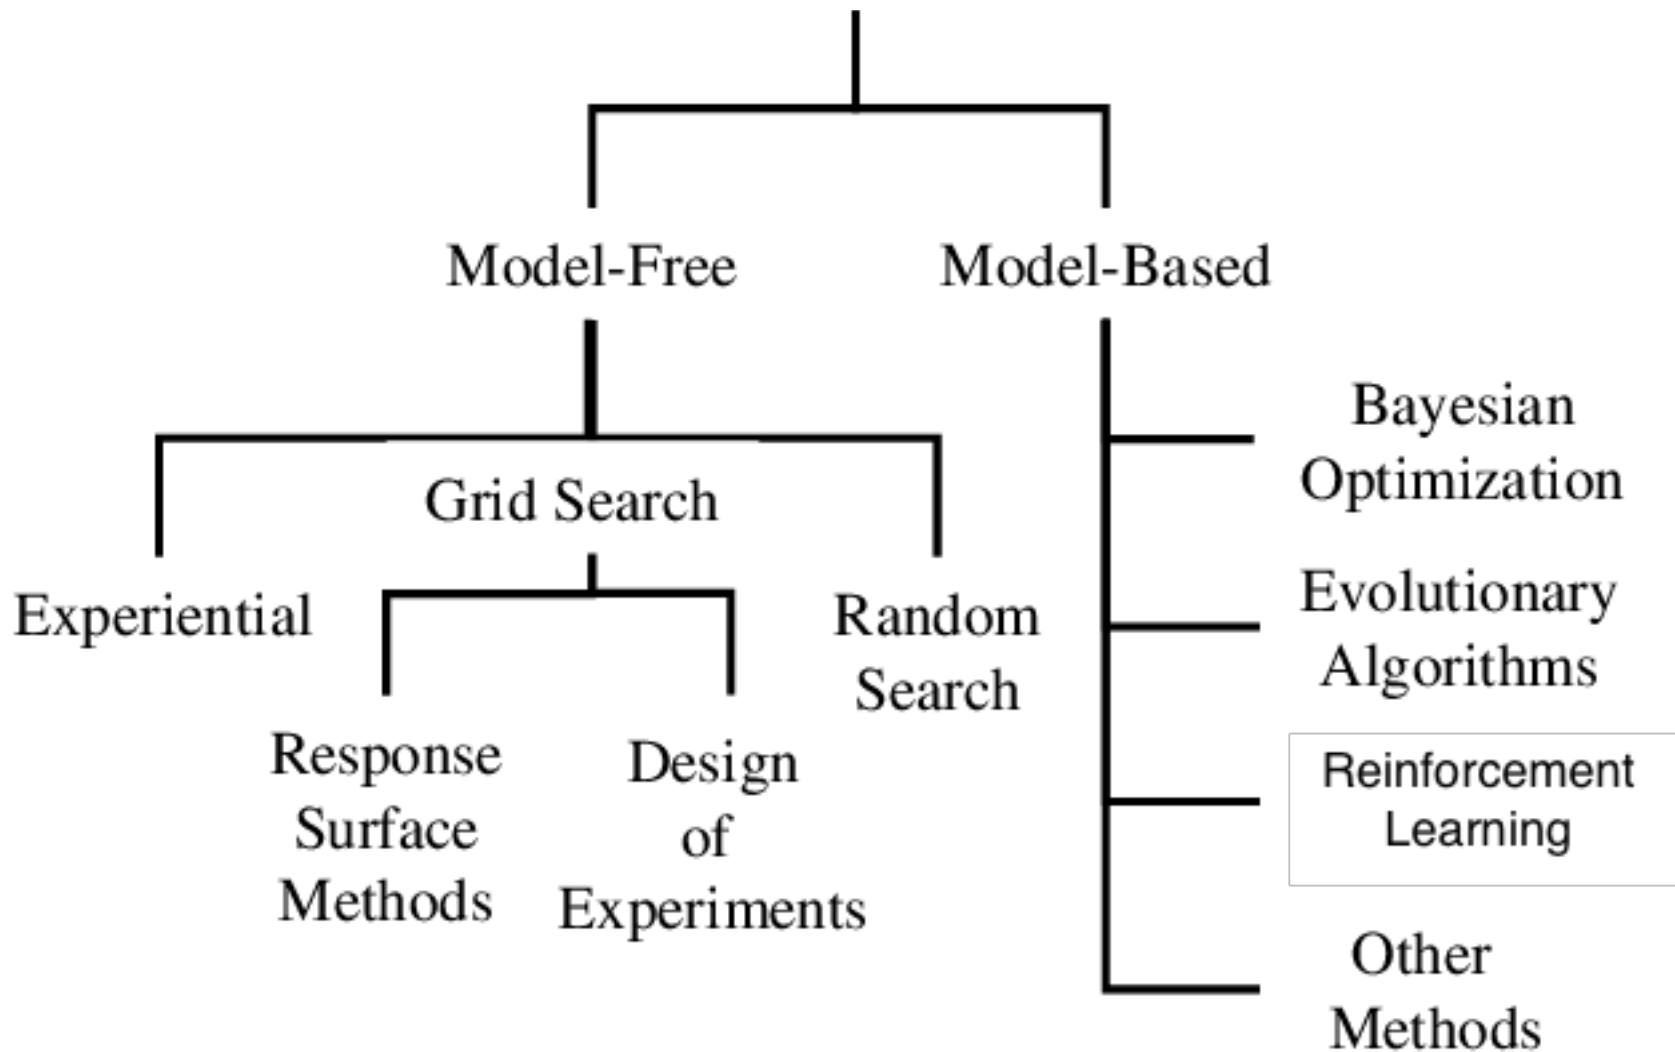 Model-Free
Model-Based
Bayesian
Optimization
Grid Search
Experiential
Random
Search
Evolutionary
Algorithms
Response
Surface
Methods
Design
of
Experiments
Reinforcement
Learning
Other
Methods